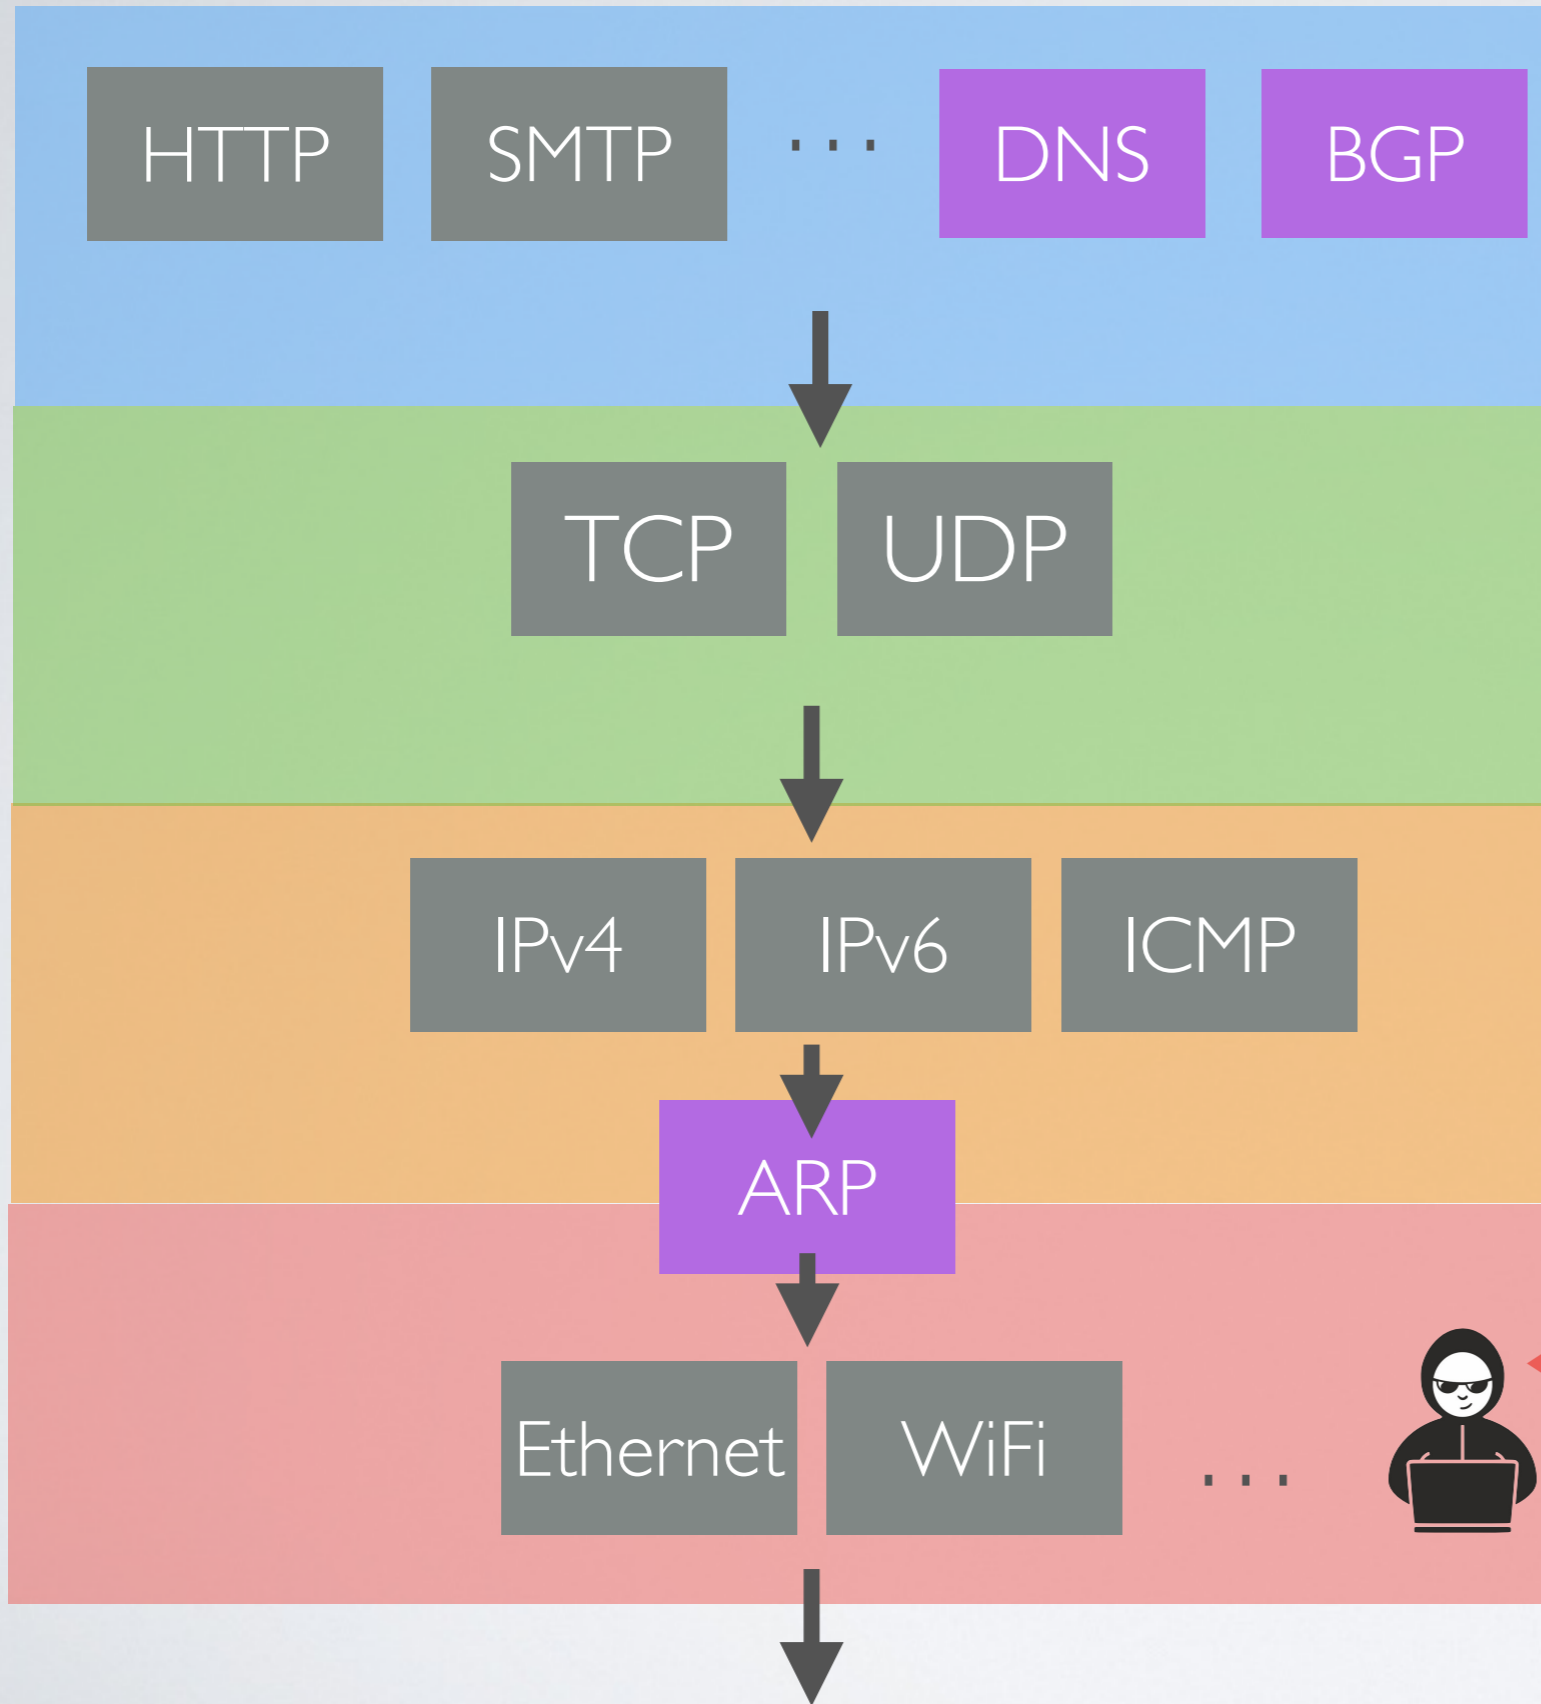 HTTP SMTP ... DNS BGP
TCP UDP
IPv4 IPv6 ICMP
ARP
Ethernet WiFi ...